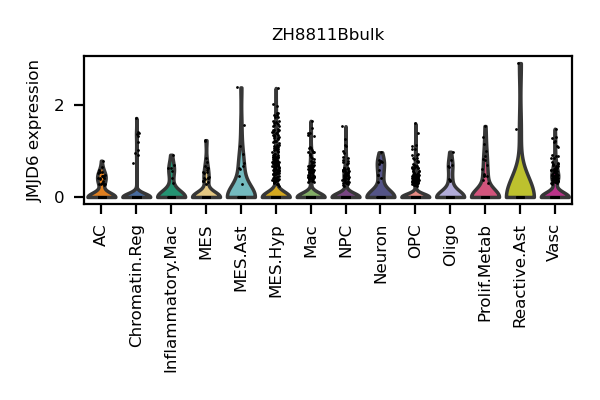 ZH8811Bbulk
JMJD6 expression
2
0
AC
Chromatin.Reg
Inflammatory.Mac
MES
MES.Ast
MES.Hyp
Mac
NPC
Neuron
OPC
Oligo
Prolif.Metab
Reactive.Ast
Vasc